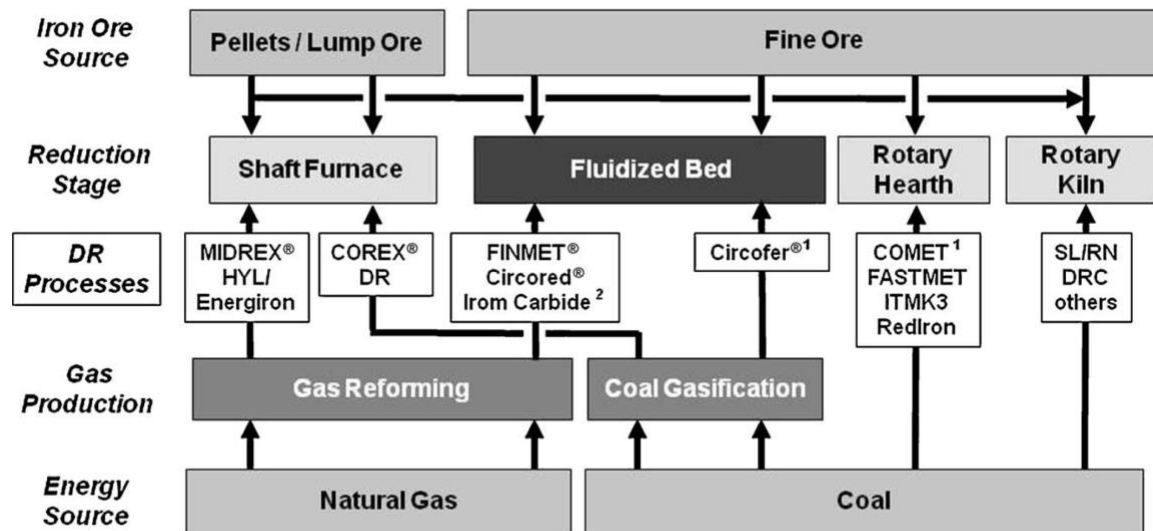 Iron Ore
Source
Pellets / Lump Ore
Fine Ore
Reduction
Stage
Shaft Furnace
Fluidized Bed
Rotary
Hearth
Rotary
Kiln
DR
Processes
MIDREX®
HYL/
Energiron
COREX®
DR
FINMET®
Circored®
Irom Carbide ²
Circofer®¹
COMET ¹
FASTMET
ITMK3
RedIron
SL/RN
DRC
others
Gas
Production
Gas Reforming
Coal Gasification
Energy
Source
Natural Gas
Coal